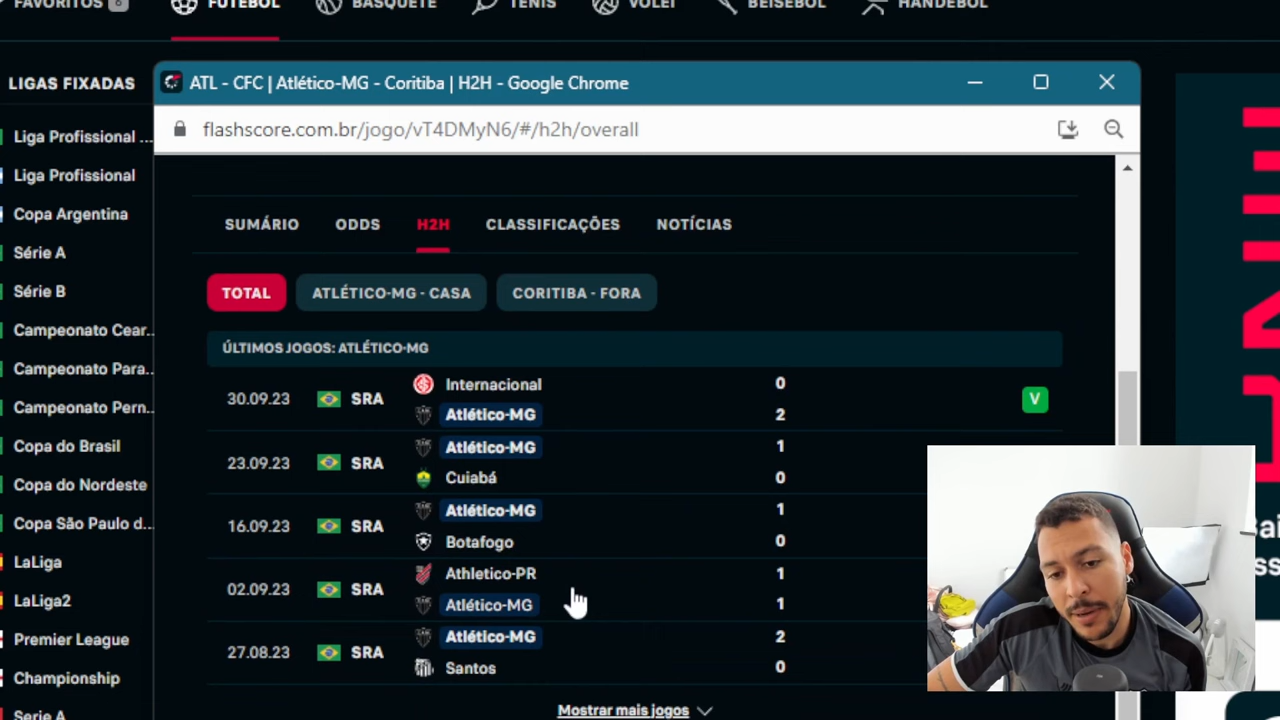 FAVORITOS 8
FUTEBOL
BASQUETE
TÊNIS
VÔLEI
BEISEBOL
HANDEBOL
LIGAS FIXADAS
Liga Profissional ...
Liga Profissional
Copa Argentina
Série A
Série B
Campeonato Cear...
Campeonato Para...
Campeonato Pern...
Copa do Brasil
Copa do Nordeste
Copa São Paulo d...
LaLiga
LaLiga2
Premier League
Championship
Serie A
ATL - CFC | Atlético-MG - Coritiba | H2H - Google Chrome
flashscore.com.br/jogo/vT4DMyN6/#/h2h/overall
SUMÁRIO ODDS H2H CLASSIFICAÇÕES NOTÍCIAS
TOTAL ATLÉTICO-MG - CASA CORITIBA - FORA
ÚLTIMOS JOGOS: ATLÉTICO-MG
30.09.23 SRA Internacional 0
Atlético-MG 2 V
23.09.23 SRA Atlético-MG 1
Cuiabá 0
16.09.23 SRA Atlético-MG 1
Botafogo 0
02.09.23 SRA Athletico-PR 1
Atlético-MG 1
27.08.23 SRA Atlético-MG 2
Santos 0
Mostrar mais jogos